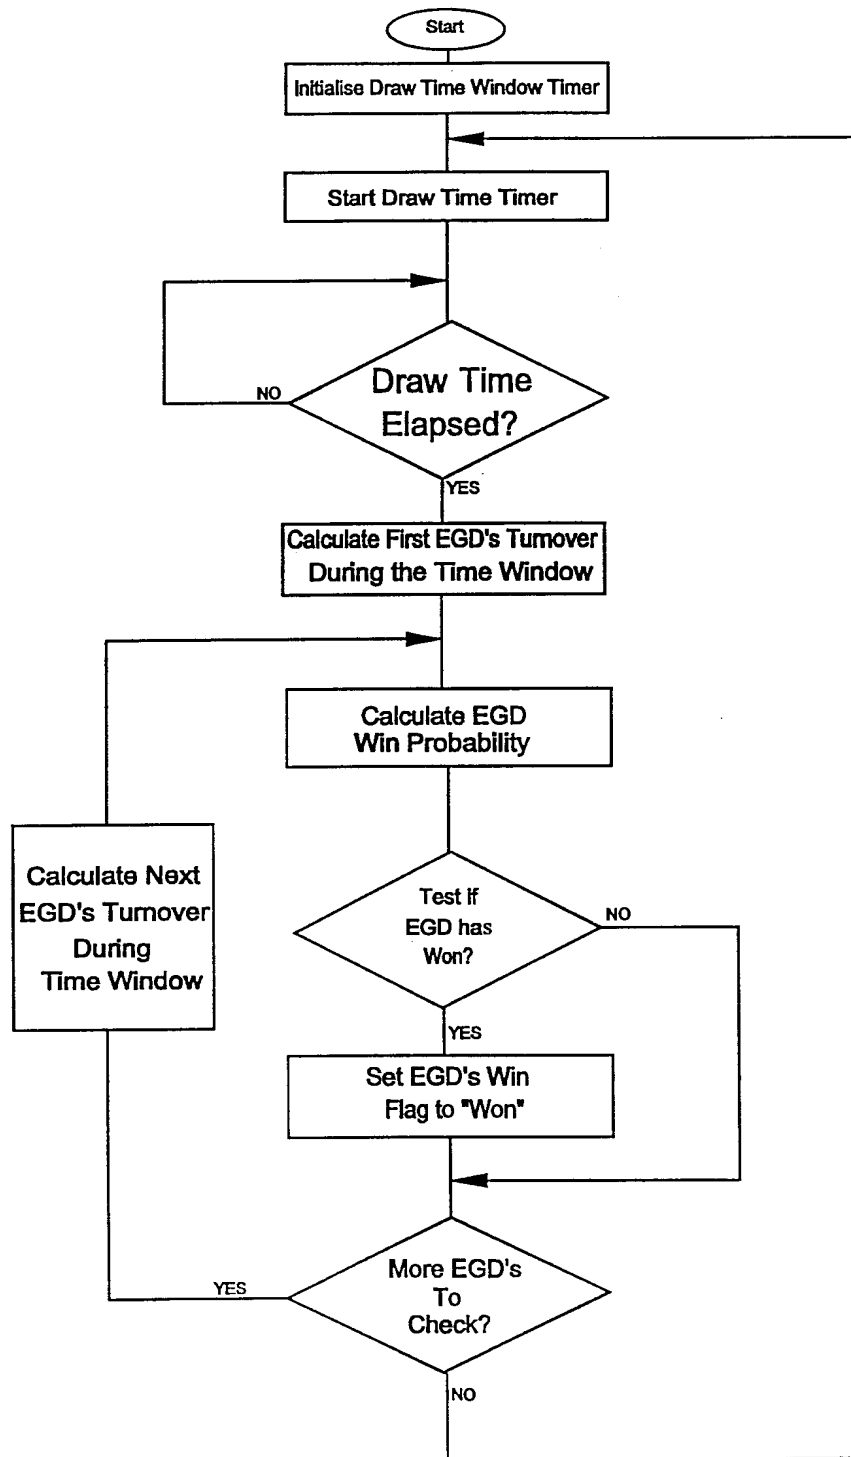 Start
Initialise Draw Time Window Timer
Start Draw Time Timer
Draw Time
Elapsed?
NO
YES
Calculate First EGD's Turnover
During the Time Window
Calculate EGD
Win Probability
Calculate Next
EGD's Turnover
During
Time Window
Test if
EGD has
Won?
NO
YES
Set EGD's Win
Flag to "Won"
More EGD's
To
Check?
YES
NO